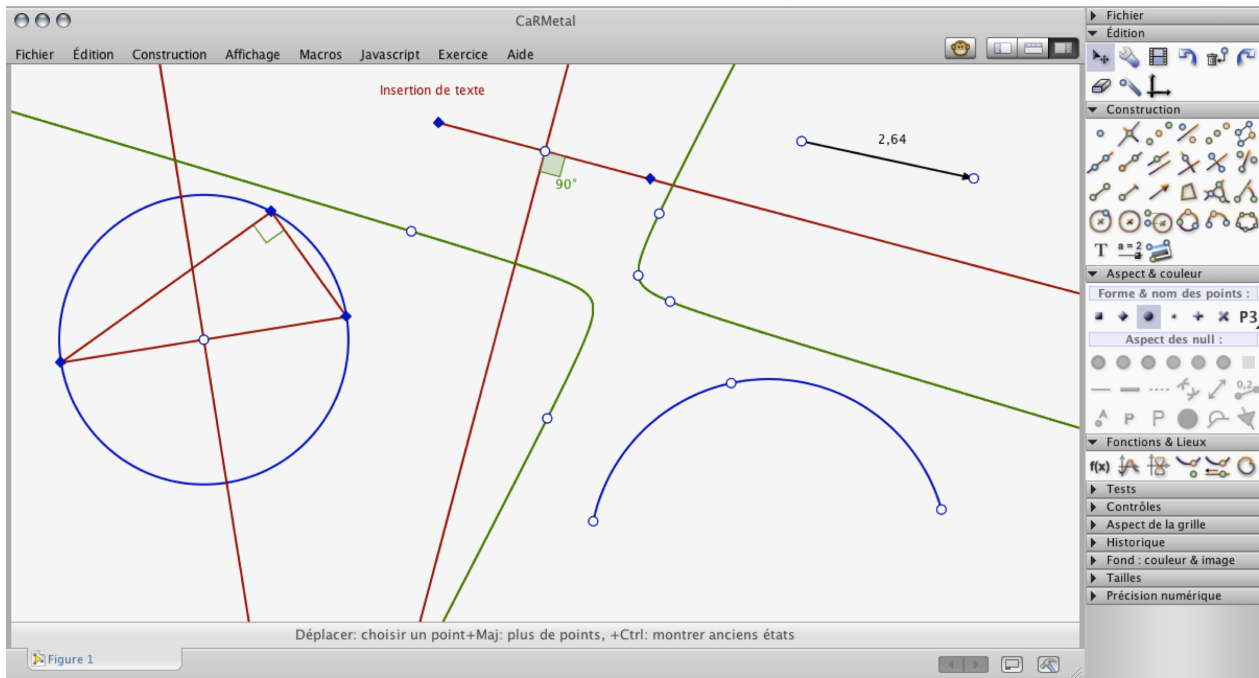 CaRMetal
Fichier Édition Construction Affichage Macros Javascript Exercice Aide
Insertion de texte
90°
2,64
Déplacer: choisir un point+Maj: plus de points, +Ctrl: montrer anciens états
Figure 1
Fichier
Édition
Construction
T a = 2
Aspect & couleur
Forme & nom des points :
P3
Aspect des null :
0,2
A P P
Fonctions & Lieux
f(x)
Tests
Contrôles
Aspect de la grille
Historique
Fond : couleur & image
Tailles
Précision numérique